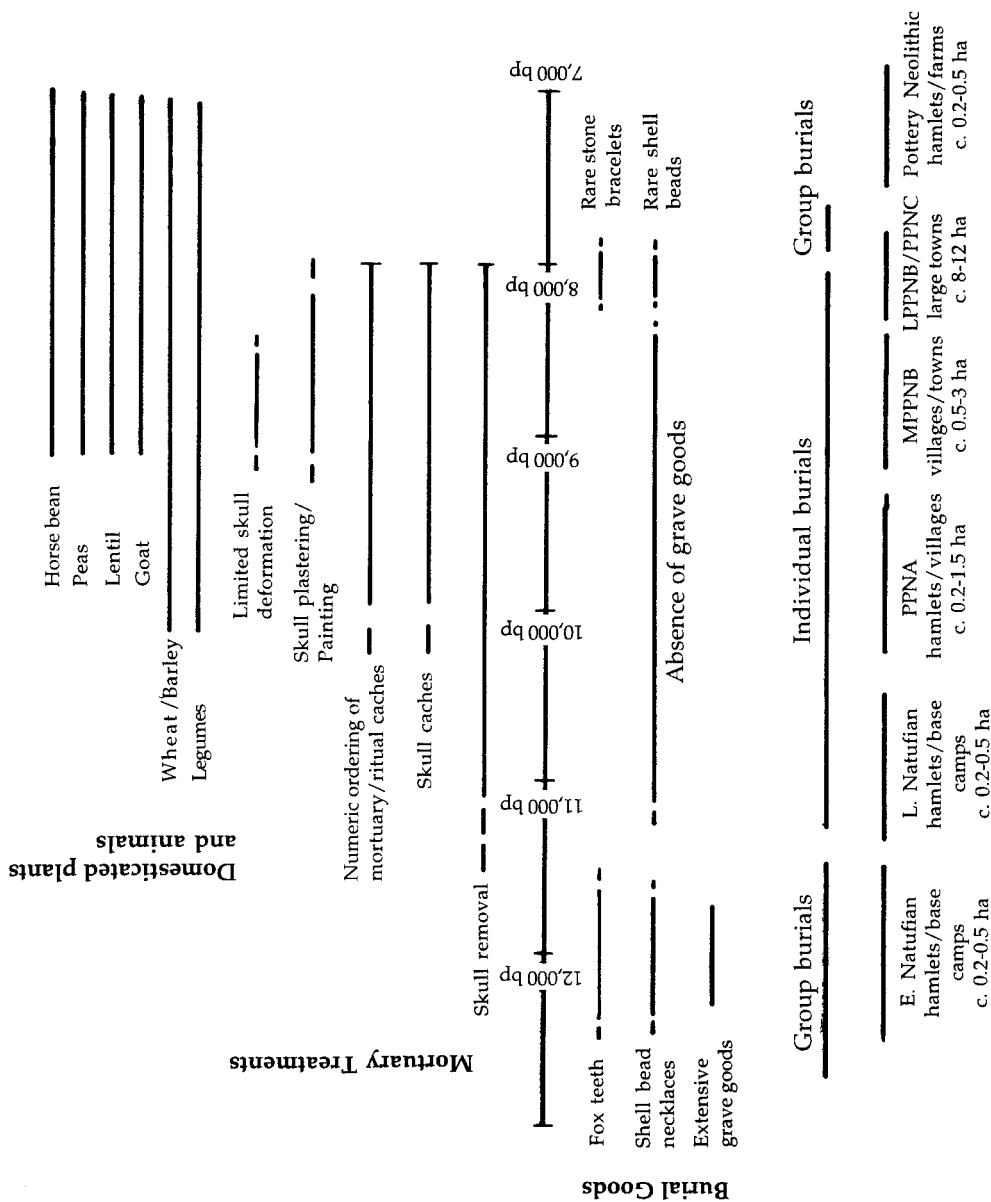 Domesticated plants
and animals
Horse bean
Peas
Lentil
Goat
Wheat/Barley
Legumes
Mortuary Treatments
Limited skull
deformation
Skull plastering/
Painting
Numeric ordering of
mortuary/ritual caches
Skull caches
Skull removal
12,000 bp
11,000 bp
10,000 bp
9,000 bp
8,000 bp
7,000 bp
Burial Goods
Fox teeth
Rare stone
bracelets
Shell bead
necklaces
Rare shell
beads
Absence of grave goods
Extensive
grave goods
Group burials
Individual burials
Group burials
E. Natufian
hamlets/base
camps
c. 0.2-0.5 ha
L. Natufian
hamlets/base
camps
c. 0.2-0.5 ha
PPNA
hamlets/villages
c. 0.2-1.5 ha
MPPNB
villages/towns
c. 0.5-3 ha
LPPNB/PPNC
large towns
c. 8-12 ha
Pottery Neolithic
hamlets/farms
c. 0.2-0.5 ha